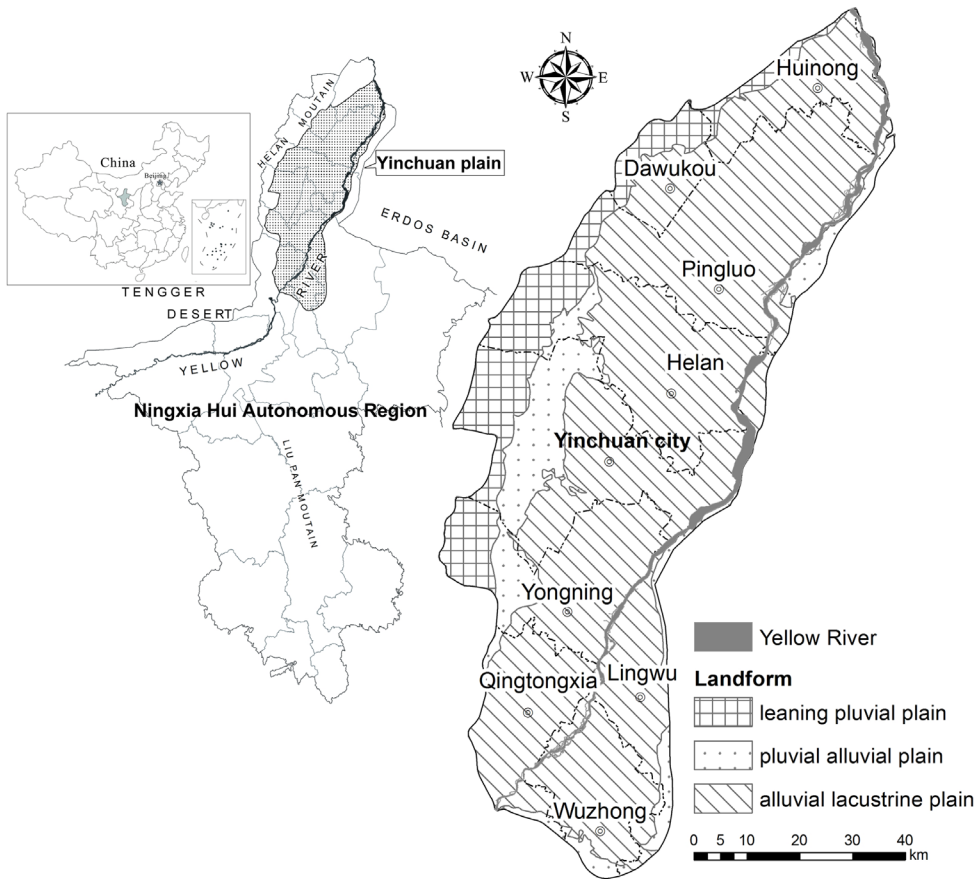 China
Beijing
HELAN MOUTAIN
Yinchuan plain
ERDOS BASIN
TENGGER
DESERT
YELLOW
RIVER
Ningxia Hui Autonomous Region
LIU PAN MOUTAIN
N
W
E
S
Huinong
Dawukou
Pingluo
Helan
Yinchuan city
Yongning
Qingtongxia
Lingwu
Wuzhong
Yellow River
Landform
leaning pluvial plain
pluvial alluvial plain
alluvial lacustrine plain
0 5 10 20 30 40
km